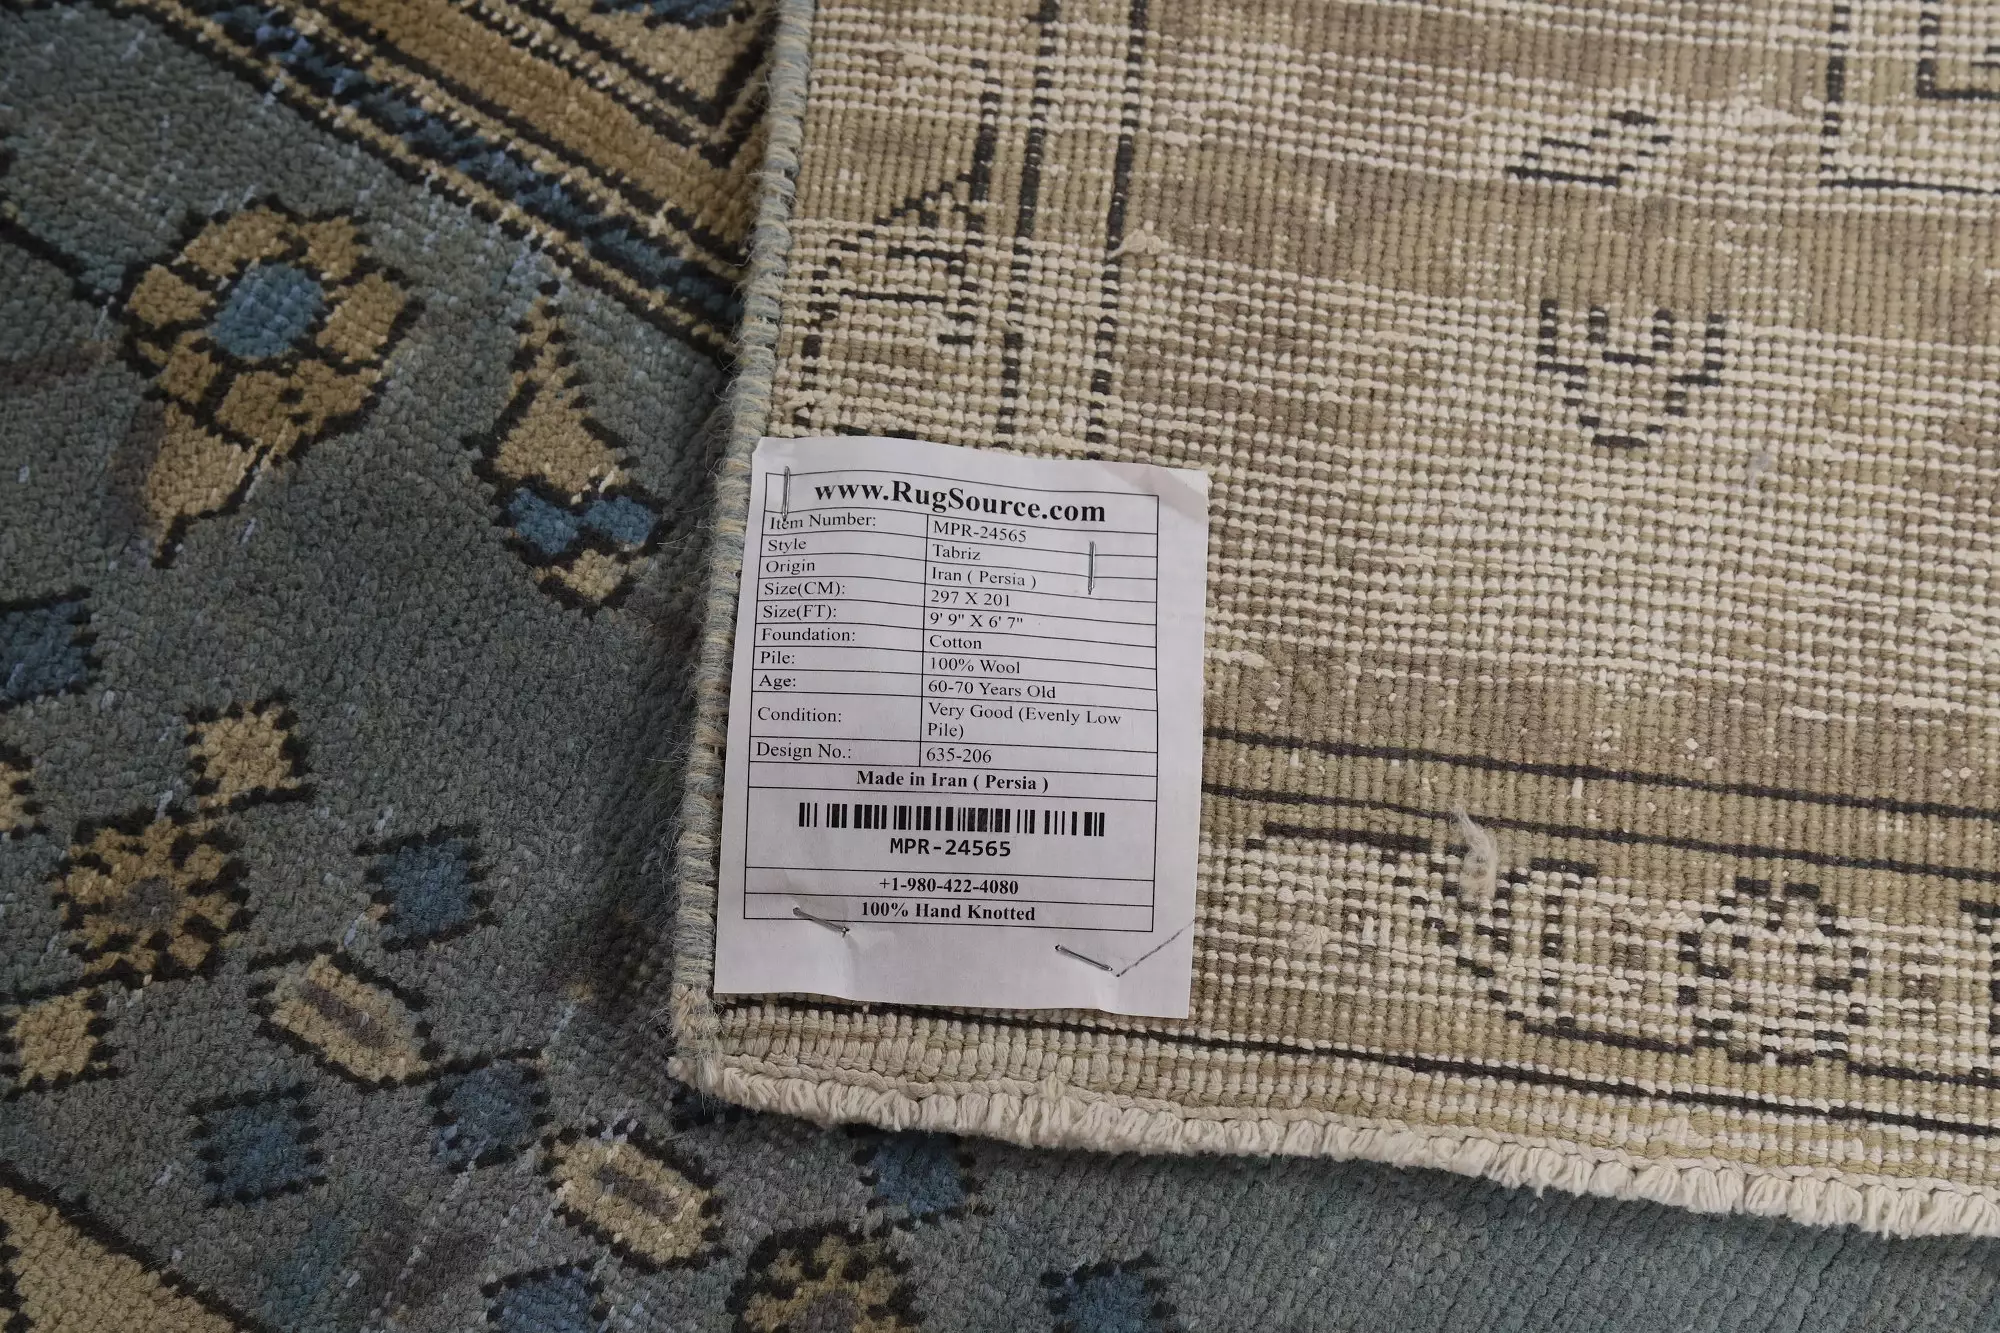 www.RugSource.com
Item Number: MPR-24565
Style Tabriz
Origin Iran ( Persia )
Size(CM): 297 X 201
Size(FT): 9' 9" X 6' 7"
Foundation: Cotton
Pile: 100% Wool
Age: 60-70 Years Old
Condition: Very Good (Evenly Low
Pile)
Design No.: 635-206
Made in Iran ( Persia )
MPR-24565
+1-980-422-4080
100% Hand Knotted